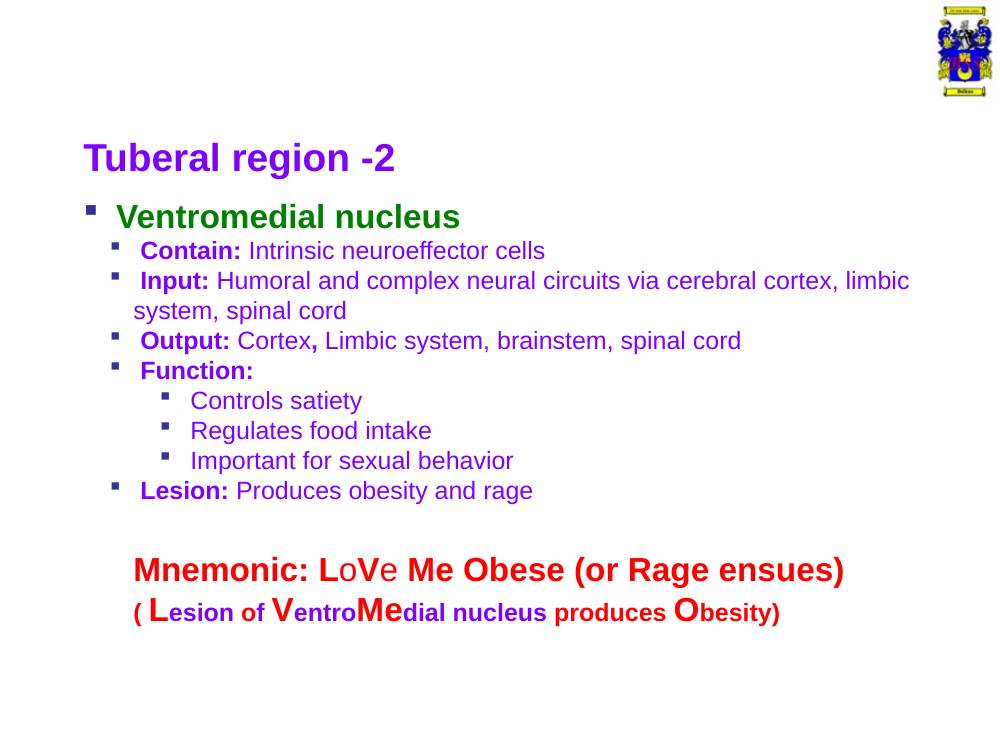 Tuberal region -2
Ventromedial nucleus
Contain: Intrinsic neuroeffector cells
Input: Humoral and complex neural circuits via cerebral cortex, limbic
system, spinal cord
Output: Cortex, Limbic system, brainstem, spinal cord
Function:
Controls satiety
Regulates food intake
Important for sexual behavior
Lesion: Produces obesity and rage
Mnemonic: LoVe Me Obese (or Rage ensues)
( Lesion of VentroMedial nucleus produces Obesity)